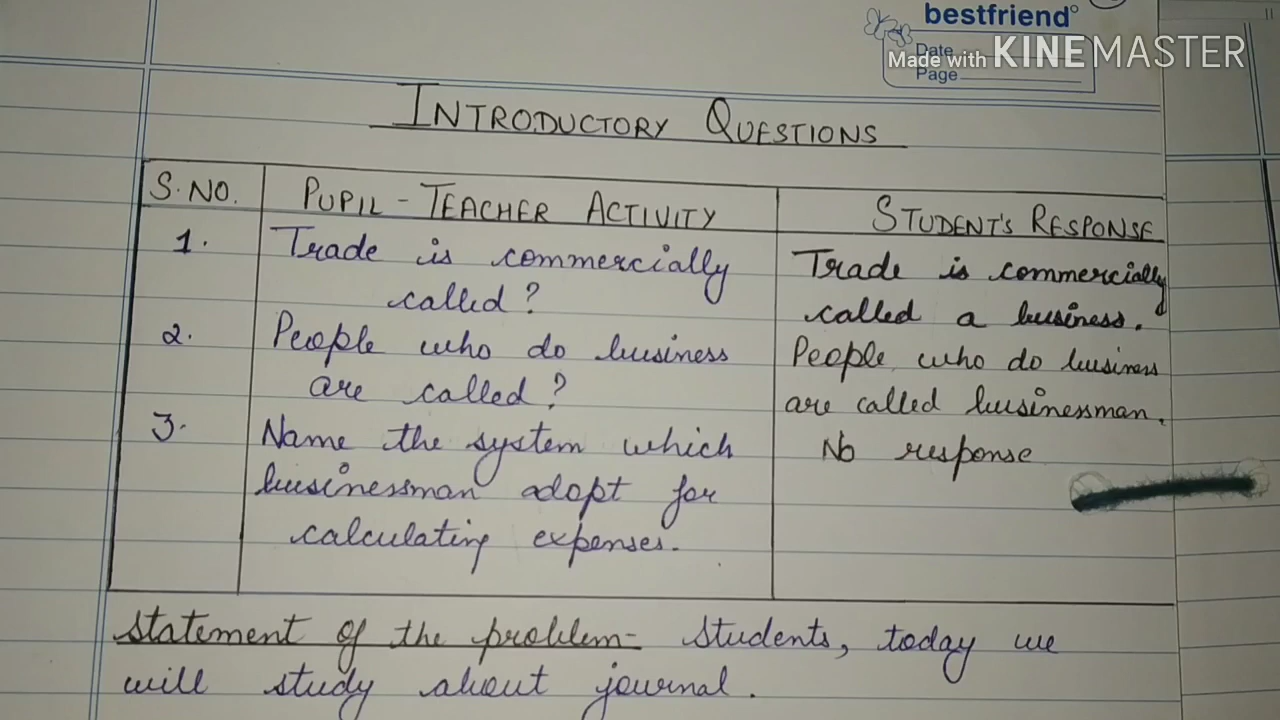 bestfriend
Date
Made with KINEMASTER
Page
INTRODUCTORY QUESTIONS
S.NO. PUPIL - TEACHER ACTIVITY STUDENT'S RESPONSE
1. Trade is commercially
called?
Trade is commercially
called a business.
2. People who do business
are called?
People who do business
are called businessman.
3. Name the system which
businessman adopt for
calculating expenses.
No response
Statement of the problem- Students, today we
will study about journal.